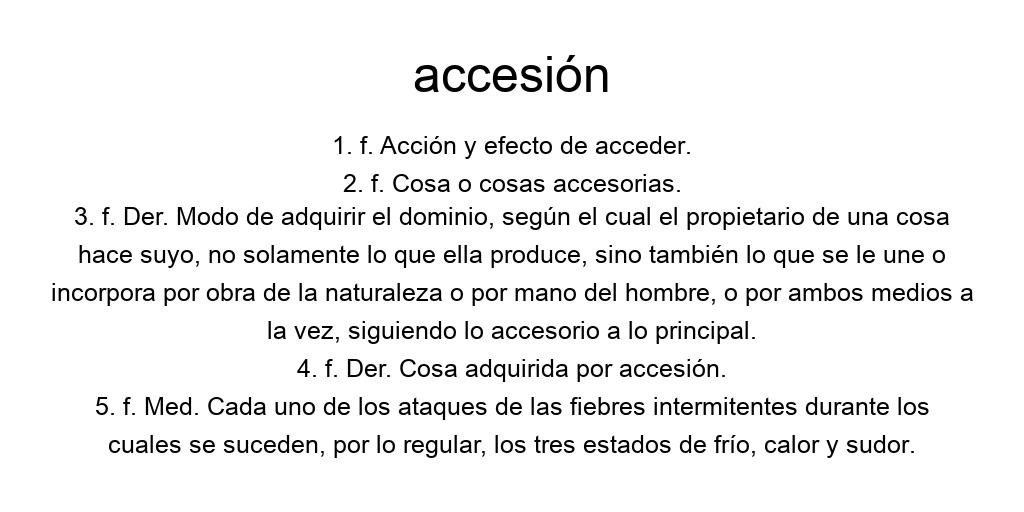 accesión
1. f. Acción y efecto de acceder.
2. f. Cosa o cosas accesorias.
3. f. Der. Modo de adquirir el dominio, según el cual el propietario de una cosa
hace suyo, no solamente lo que ella produce, sino también lo que se le une o
incorpora por obra de la naturaleza o por mano del hombre, o por ambos medios a
la vez, siguiendo lo accesorio a lo principal.
4. f. Der. Cosa adquirida por accesión.
5. f. Med. Cada uno de los ataques de las fiebres intermitentes durante los
cuales se suceden, por lo regular, los tres estados de frío, calor y sudor.